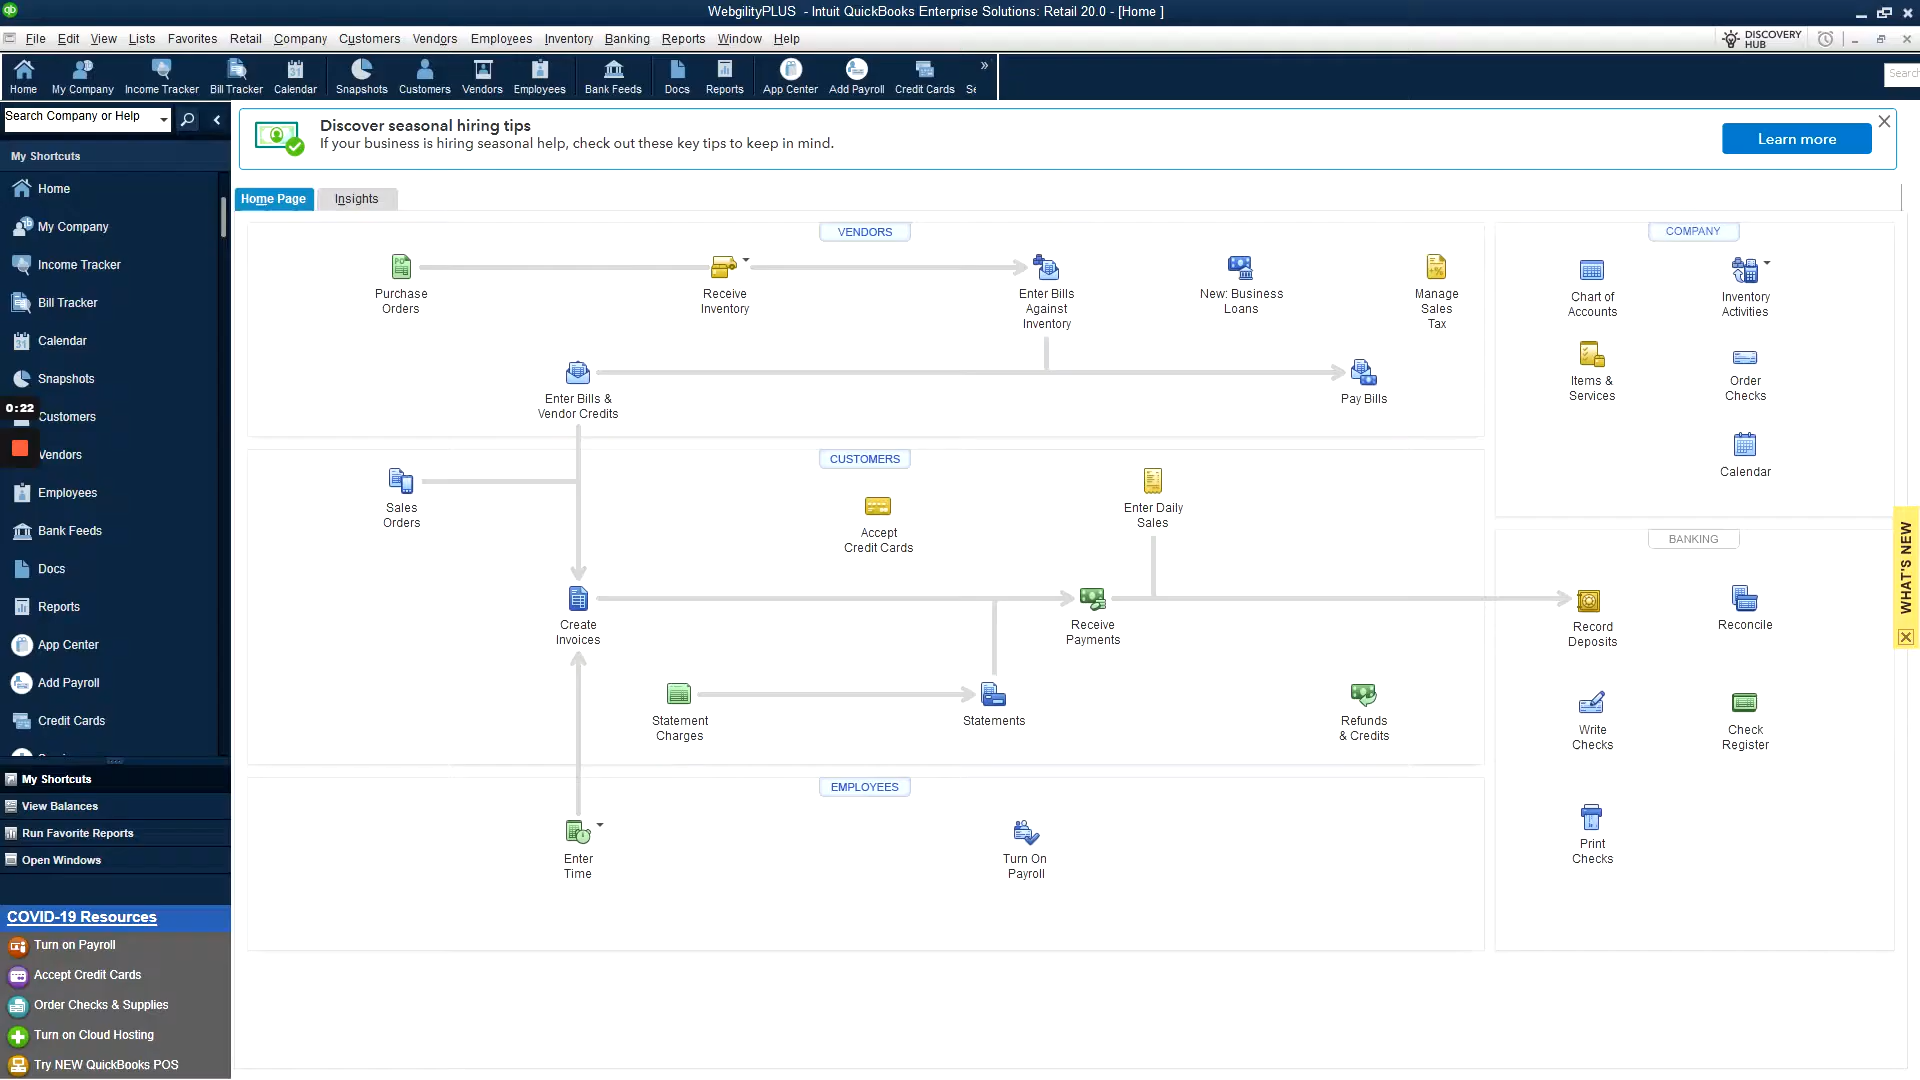 WebgilityPLUS - Intuit QuickBooks Enterprise Solutions: Retail 20.0 - [Home ]
File Edit View Lists Favorites Retail Company Customers Vendors Employees Inventory Banking Reports Window Help
DISCOVERY
HUB
Home My Company Income Tracker Bill Tracker Calendar Snapshots Customers Vendors Employees Bank Feeds Docs Reports App Center Add Payroll Credit Cards
Search
Search Company or Help
Discover seasonal hiring tips
If your business is hiring seasonal help, check out these key tips to keep in mind.
Learn more
My Shortcuts
Home
My Company
Income Tracker
Bill Tracker
Calendar
Snapshots
0:22
Customers
Vendors
Employees
Bank Feeds
Docs
Reports
App Center
Add Payroll
Credit Cards
My Shortcuts
View Balances
Run Favorite Reports
Open Windows
COVID-19 Resources
Turn on Payroll
Accept Credit Cards
Order Checks & Supplies
Turn on Cloud Hosting
Try NEW QuickBooks POS
Home Page
Insights
VENDORS
Purchase
Orders
Receive
Inventory
Enter Bills
Against
Inventory
New: Business
Loans
Manage
Sales
Tax
Enter Bills &
Vendor Credits
Pay Bills
CUSTOMERS
Sales
Orders
Accept
Credit Cards
Enter Daily
Sales
Create
Invoices
Receive
Payments
Statement
Charges
Statements
Refunds
& Credits
EMPLOYEES
Enter
Time
Turn On
Payroll
COMPANY
Chart of
Accounts
Inventory
Activities
Items &
Services
Order
Checks
Calendar
BANKING
Record
Deposits
Reconcile
Write
Checks
Check
Register
Print
Checks
WHAT'S NEW